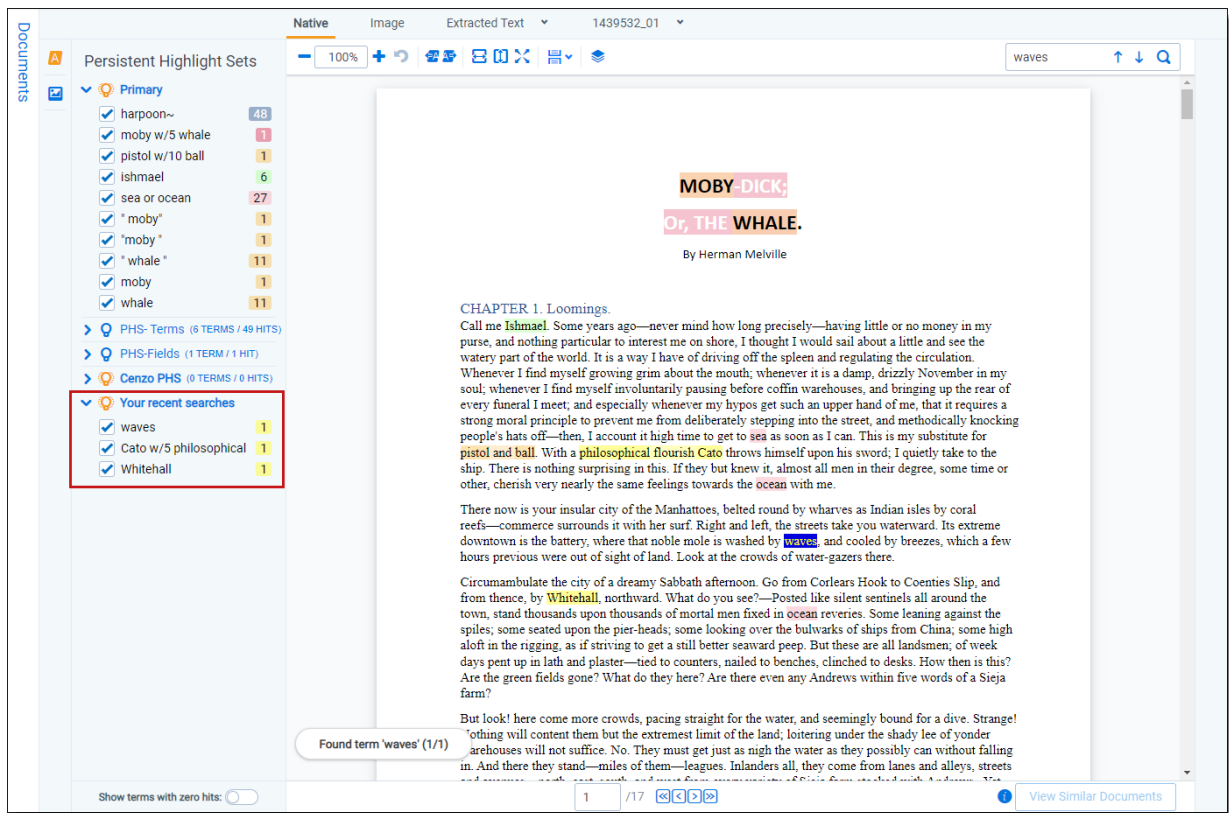 Documents
Native Image Extracted Text 1439532_01
A
Persistent Highlight Sets
100%
waves
Primary
harpoon~ 48
moby w/5 whale 1
pistol w/10 ball 1
ishmael 6
sea or ocean 27
" moby" 1
"moby " 1
" whale " 11
moby 1
whale 11
PHS- Terms (6 TERMS / 49 HITS)
PHS-Fields (1 TERM / 1 HIT)
Cenzo PHS (0 TERMS / 0 HITS)
Your recent searches
waves 1
Cato w/5 philosophical 1
Whitehall 1
Show terms with zero hits:
MOBY-DICK;
Or, THE WHALE.
By Herman Melville
CHAPTER 1. Loomings.
Call me Ishmael. Some years ago—never mind how long precisely—having little or no money in my
purse, and nothing particular to interest me on shore, I thought I would sail about a little and see the
watery part of the world. It is a way I have of driving off the spleen and regulating the circulation.
Whenever I find myself growing grim about the mouth; whenever it is a damp, drizzly November in my
soul; whenever I find myself involuntarily pausing before coffin warehouses, and bringing up the rear of
every funeral I meet; and especially whenever my hypos get such an upper hand of me, that it requires a
strong moral principle to prevent me from deliberately stepping into the street, and methodically knocking
people's hats off—then, I account it high time to get to sea as soon as I can. This is my substitute for
pistol and ball. With a philosophical flourish Cato throws himself upon his sword; I quietly take to the
ship. There is nothing surprising in this. If they but knew it, almost all men in their degree, some time or
other, cherish very nearly the same feelings towards the ocean with me.
There now is your insular city of the Manhattoes, belted round by wharves as Indian isles by coral
reefs—commerce surrounds it with her surf. Right and left, the streets take you waterward. Its extreme
downtown is the battery, where that noble mole is washed by waves, and cooled by breezes, which a few
hours previous were out of sight of land. Look at the crowds of water-gazers there.
Circumambulate the city of a dreamy Sabbath afternoon. Go from Corlears Hook to Coenties Slip, and
from thence, by Whitehall, northward. What do you see?—Posted like silent sentinels all around the
town, stand thousands upon thousands of mortal men fixed in ocean reveries. Some leaning against the
spiles; some seated upon the pier-heads; some looking over the bulwarks of ships from China; some high
aloft in the rigging, as if striving to get a still better seaward peep. But these are all landsmen; of week
days pent up in lath and plaster—tied to counters, nailed to benches, clinched to desks. How then is this?
Are the green fields gone? What do they here? Are there even any Andrews within five words of a Sieja
farm?
But look! here come more crowds, pacing straight for the water, and seemingly bound for a dive. Strange!
Nothing will content them but the extremest limit of the land; loitering under the shady lee of yonder
warehouses will not suffice. No. They must get just as nigh the water as they possibly can without falling
in. And there they stand—miles of them—leagues. Inlanders all, they come from lanes and alleys, streets
Found term 'waves' (1/1)
1 /17
View Similar Documents